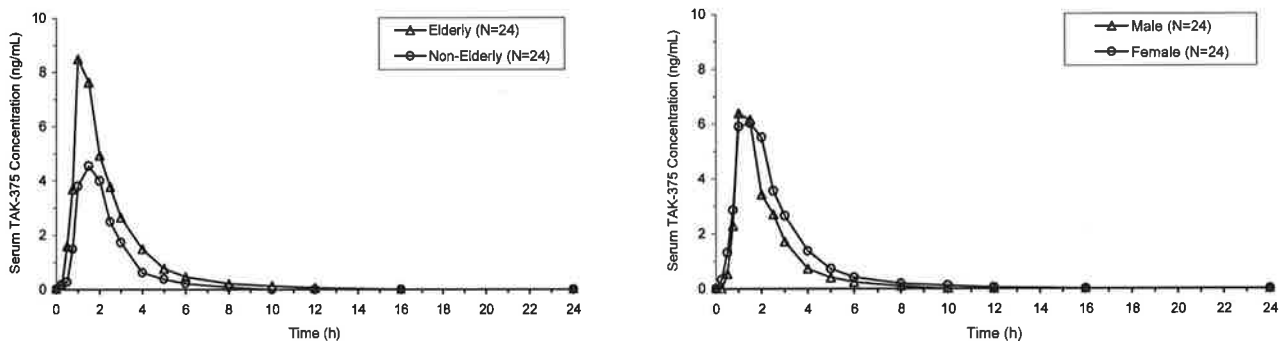 Serum TAK-375 Concentration (ng/mL)
10
8
6
4
2
0
Elderly (N=24)
Non-Elderly (N=24)
0 2 4 6 8 10 12 14 16 18 20 22 24
Time (h)
Serum TAK-375 Concentration (ng/mL)
10
8
6
4
2
0
Male (N=24)
Female (N=24)
0 2 4 6 8 10 12 14 16 18 20 22 24
Time (h)